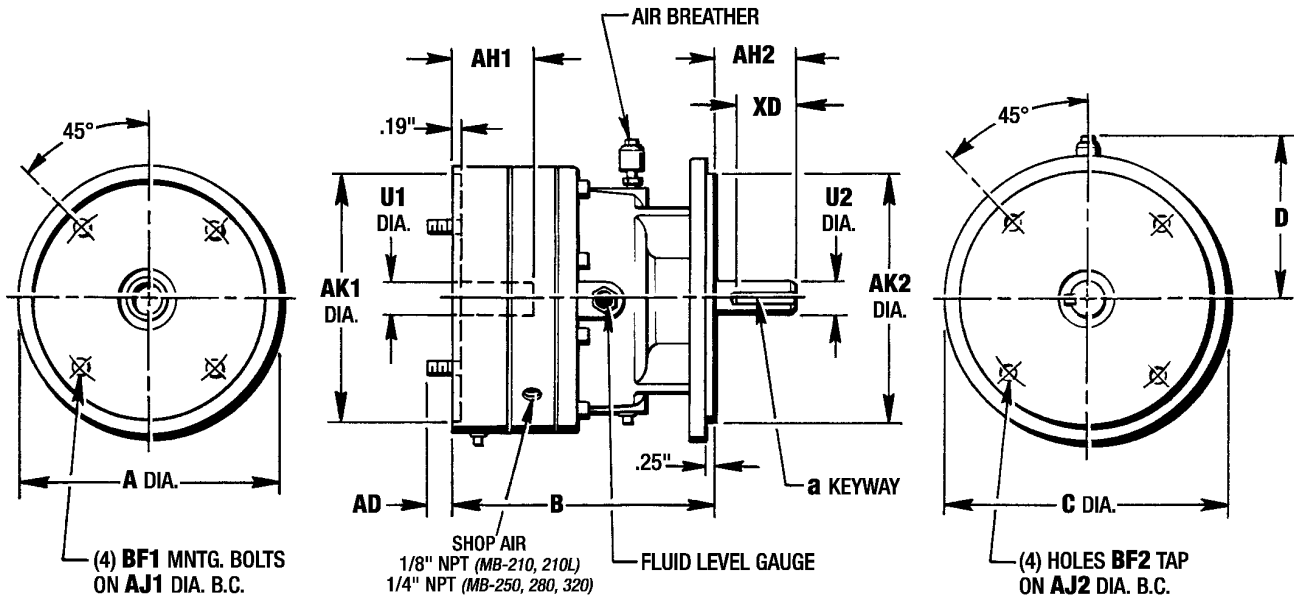 AIR BREATHER
AH1
AH2
XD
.19"
45°
45°
U1
DIA.
U2
DIA.
D
AK1
DIA.
AK2
DIA.
.25"
A DIA.
AD
B
a KEYWAY
C DIA.
(4) BF1 MNTG. BOLTS
ON AJ1 DIA. B.C.
SHOP AIR
1/8" NPT (MB-210, 210L)
1/4" NPT (MB-250, 280, 320)
FLUID LEVEL GAUGE
(4) HOLES BF2 TAP
ON AJ2 DIA. B.C.